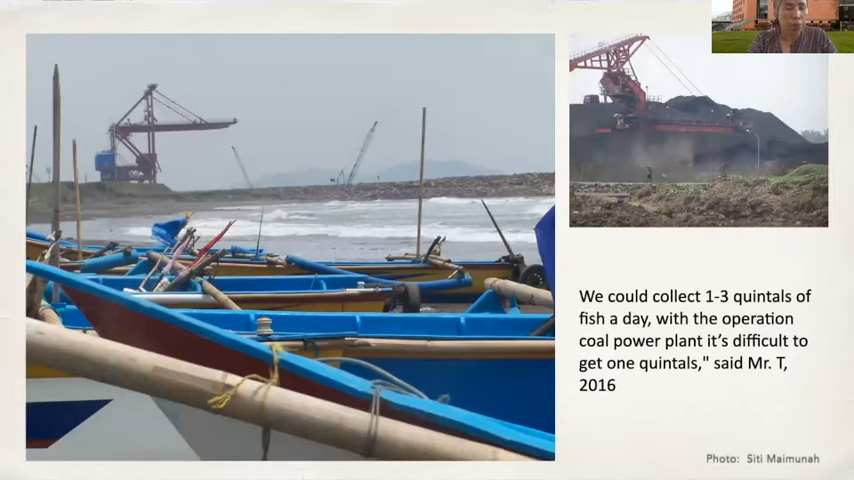 We could collect 1-3 quintals of
fish a day, with the operation
coal power plant it's difficult to
get one quintals," said Mr. T,
2016
Photo: Siti Maimunah